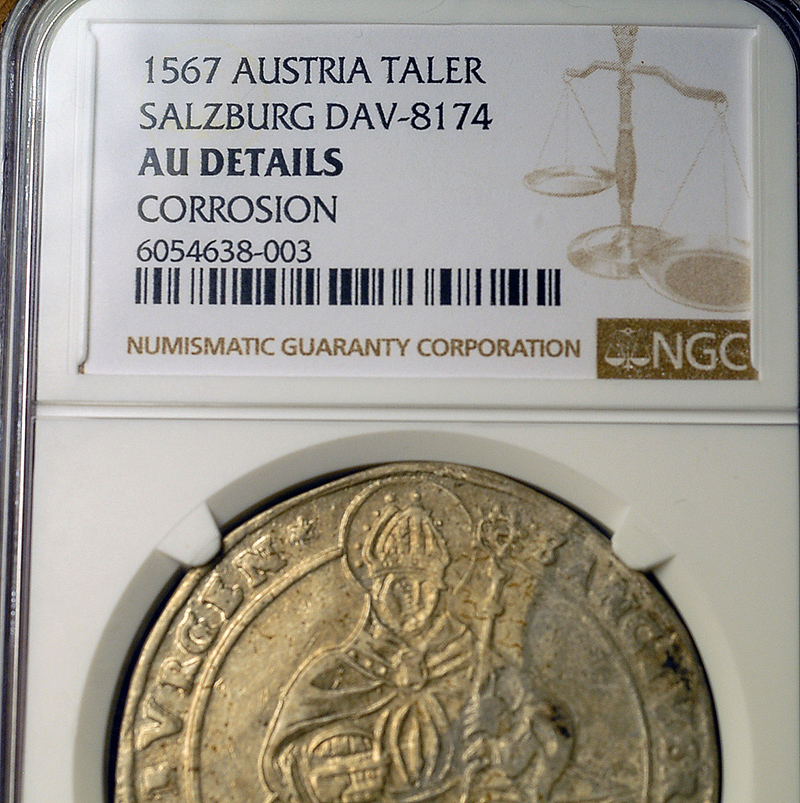 1567 AUSTRIA TALER
SALZBURG DAV-8174
AU DETAILS
CORROSION
6054638-003
NUMISMATIC GUARANTY CORPORATION
NGC